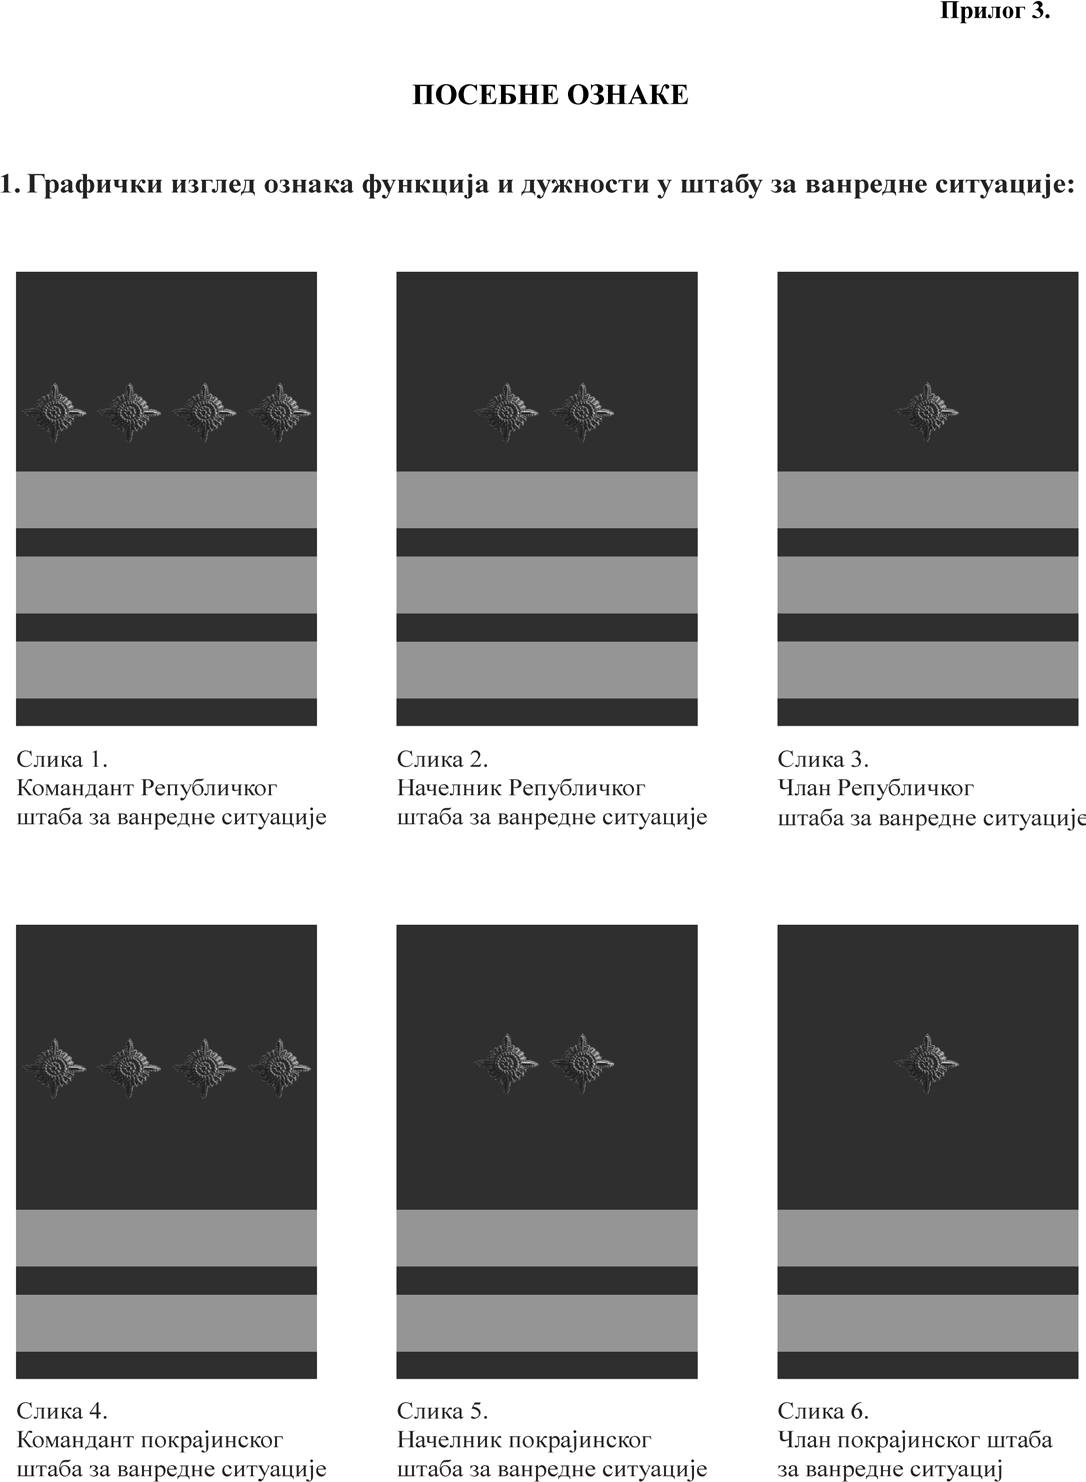 Прилог 3.
ПОСЕБНЕ ОЗНАКЕ
1. Графички изглед ознака функција и дужности у штабу за ванредне ситуације:
Слика 1.
Командант Републичког
штаба за ванредне ситуације
Слика 2.
Начелник Републичког
штаба за ванредне ситуације
Слика 3.
Члан Републичког
штаба за ванредне ситуације
Слика 4.
Командант покрајинског
штаба за ванредне ситуације
Слика 5.
Начелник покрајинског
штаба за ванредне ситуације
Слика 6.
Члан покрајинског штаба
за ванредне ситуациј